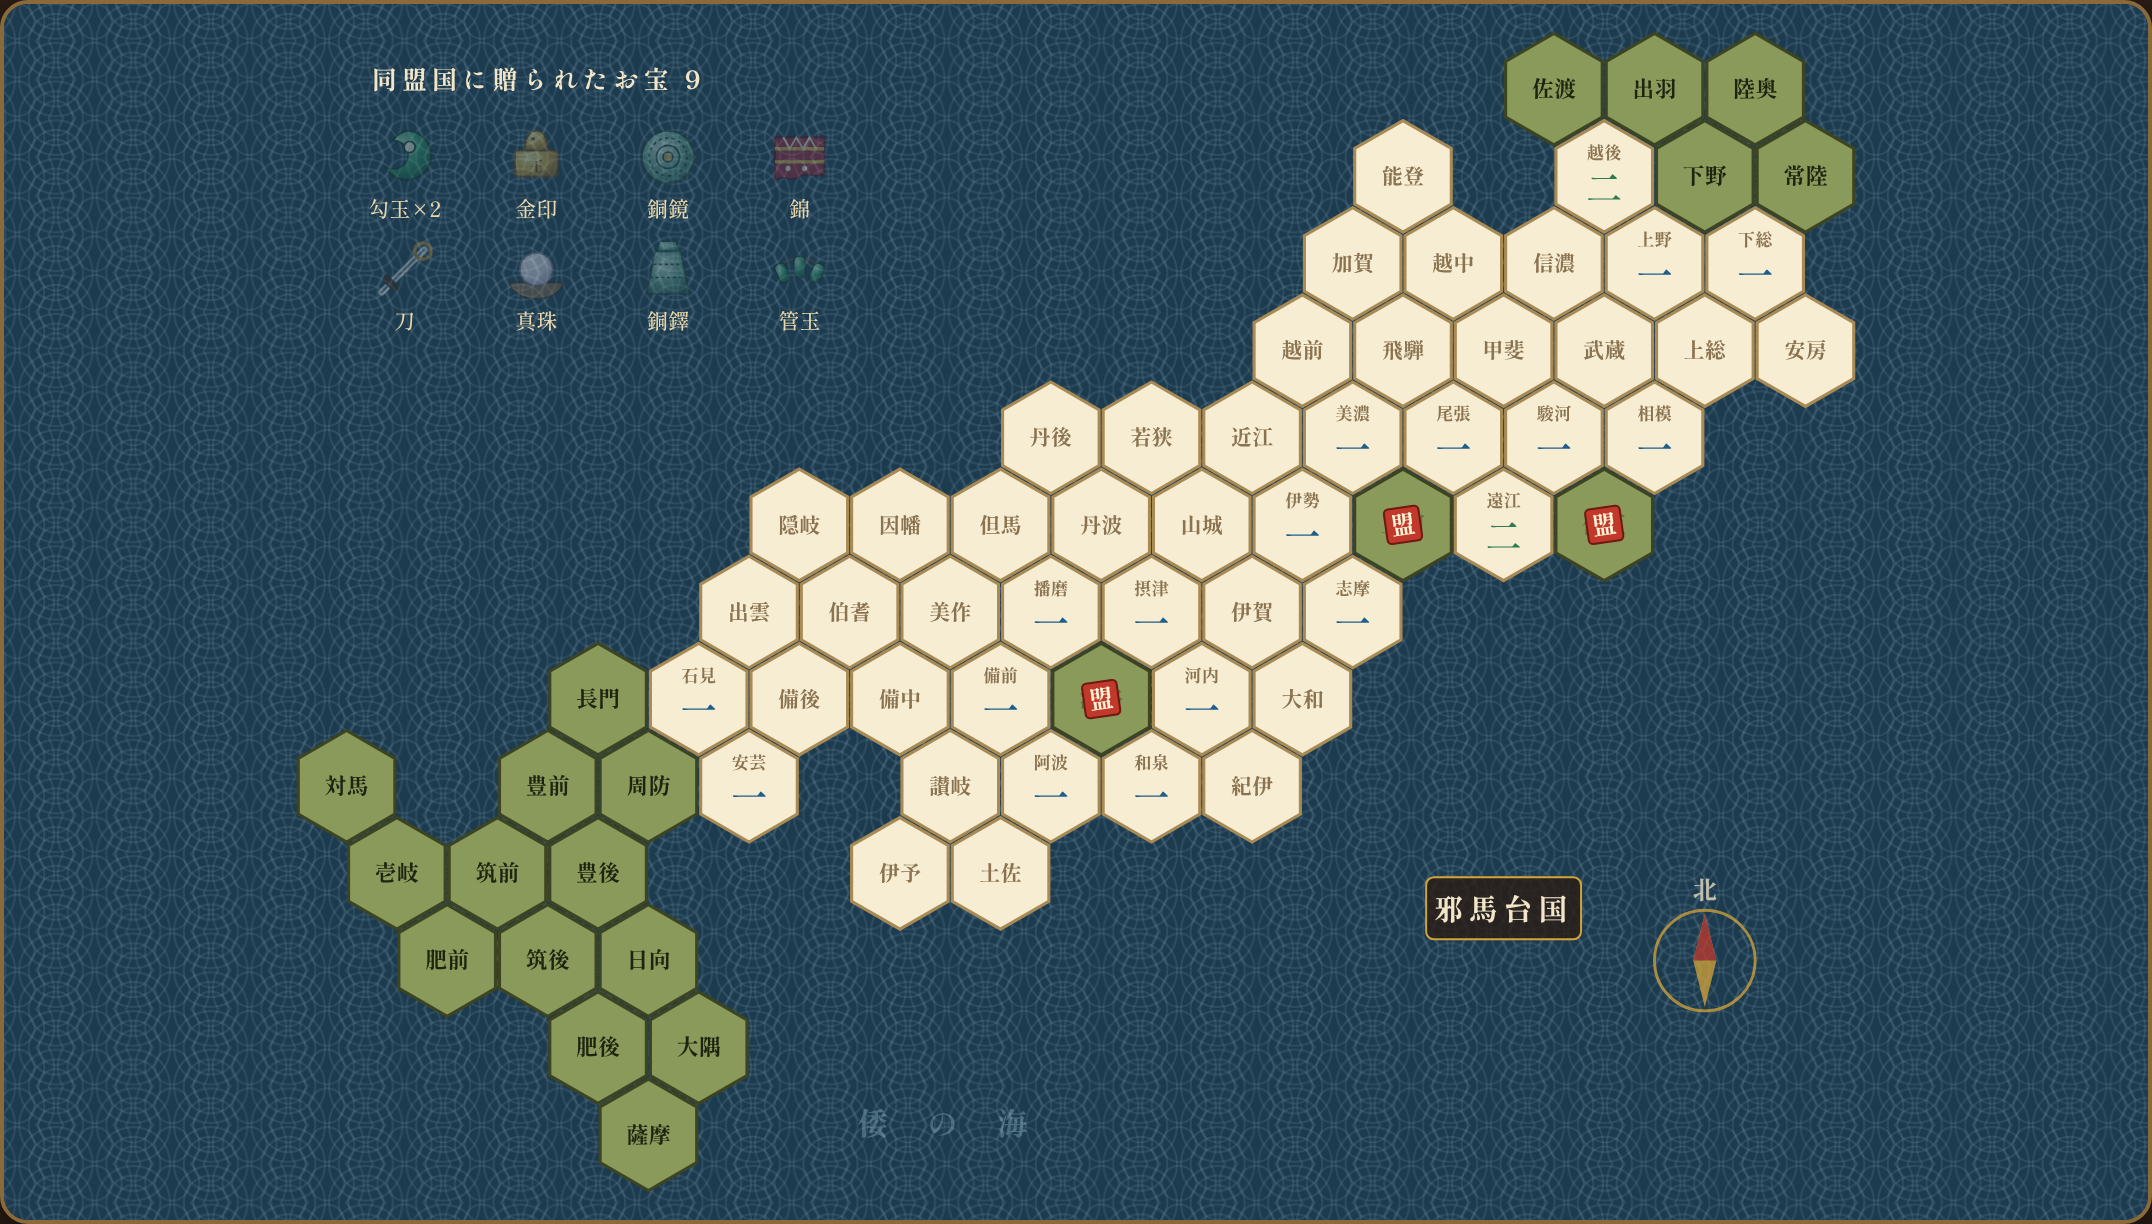 同盟国に贈られたお宝 9
勾玉×2 金印 銅鏡 錦
刀 真珠 銅鐸 管玉
佐渡 出羽 陸奥
能登 越後 二 下野 常陸
加賀 越中 信濃 上野 一 下総 一
越前 飛騨 甲斐 武蔵 上総 安房
丹後 若狭 近江 美濃 一 尾張 一 駿河 一 相模 一
隠岐 因幡 但馬 丹波 山城 伊勢 一 盟 遠江 二 盟
出雲 伯耆 美作 播磨 一 摂津 一 伊賀 志摩 一
長門 石見 一 備後 備中 備前 一 盟 河内 一 大和
対馬 豊前 周防 安芸 一 讃岐 阿波 一 和泉 一 紀伊
壱岐 筑前 豊後 伊予 土佐
肥前 筑後 日向
肥後 大隅
薩摩
邪馬台国
北
倭の海